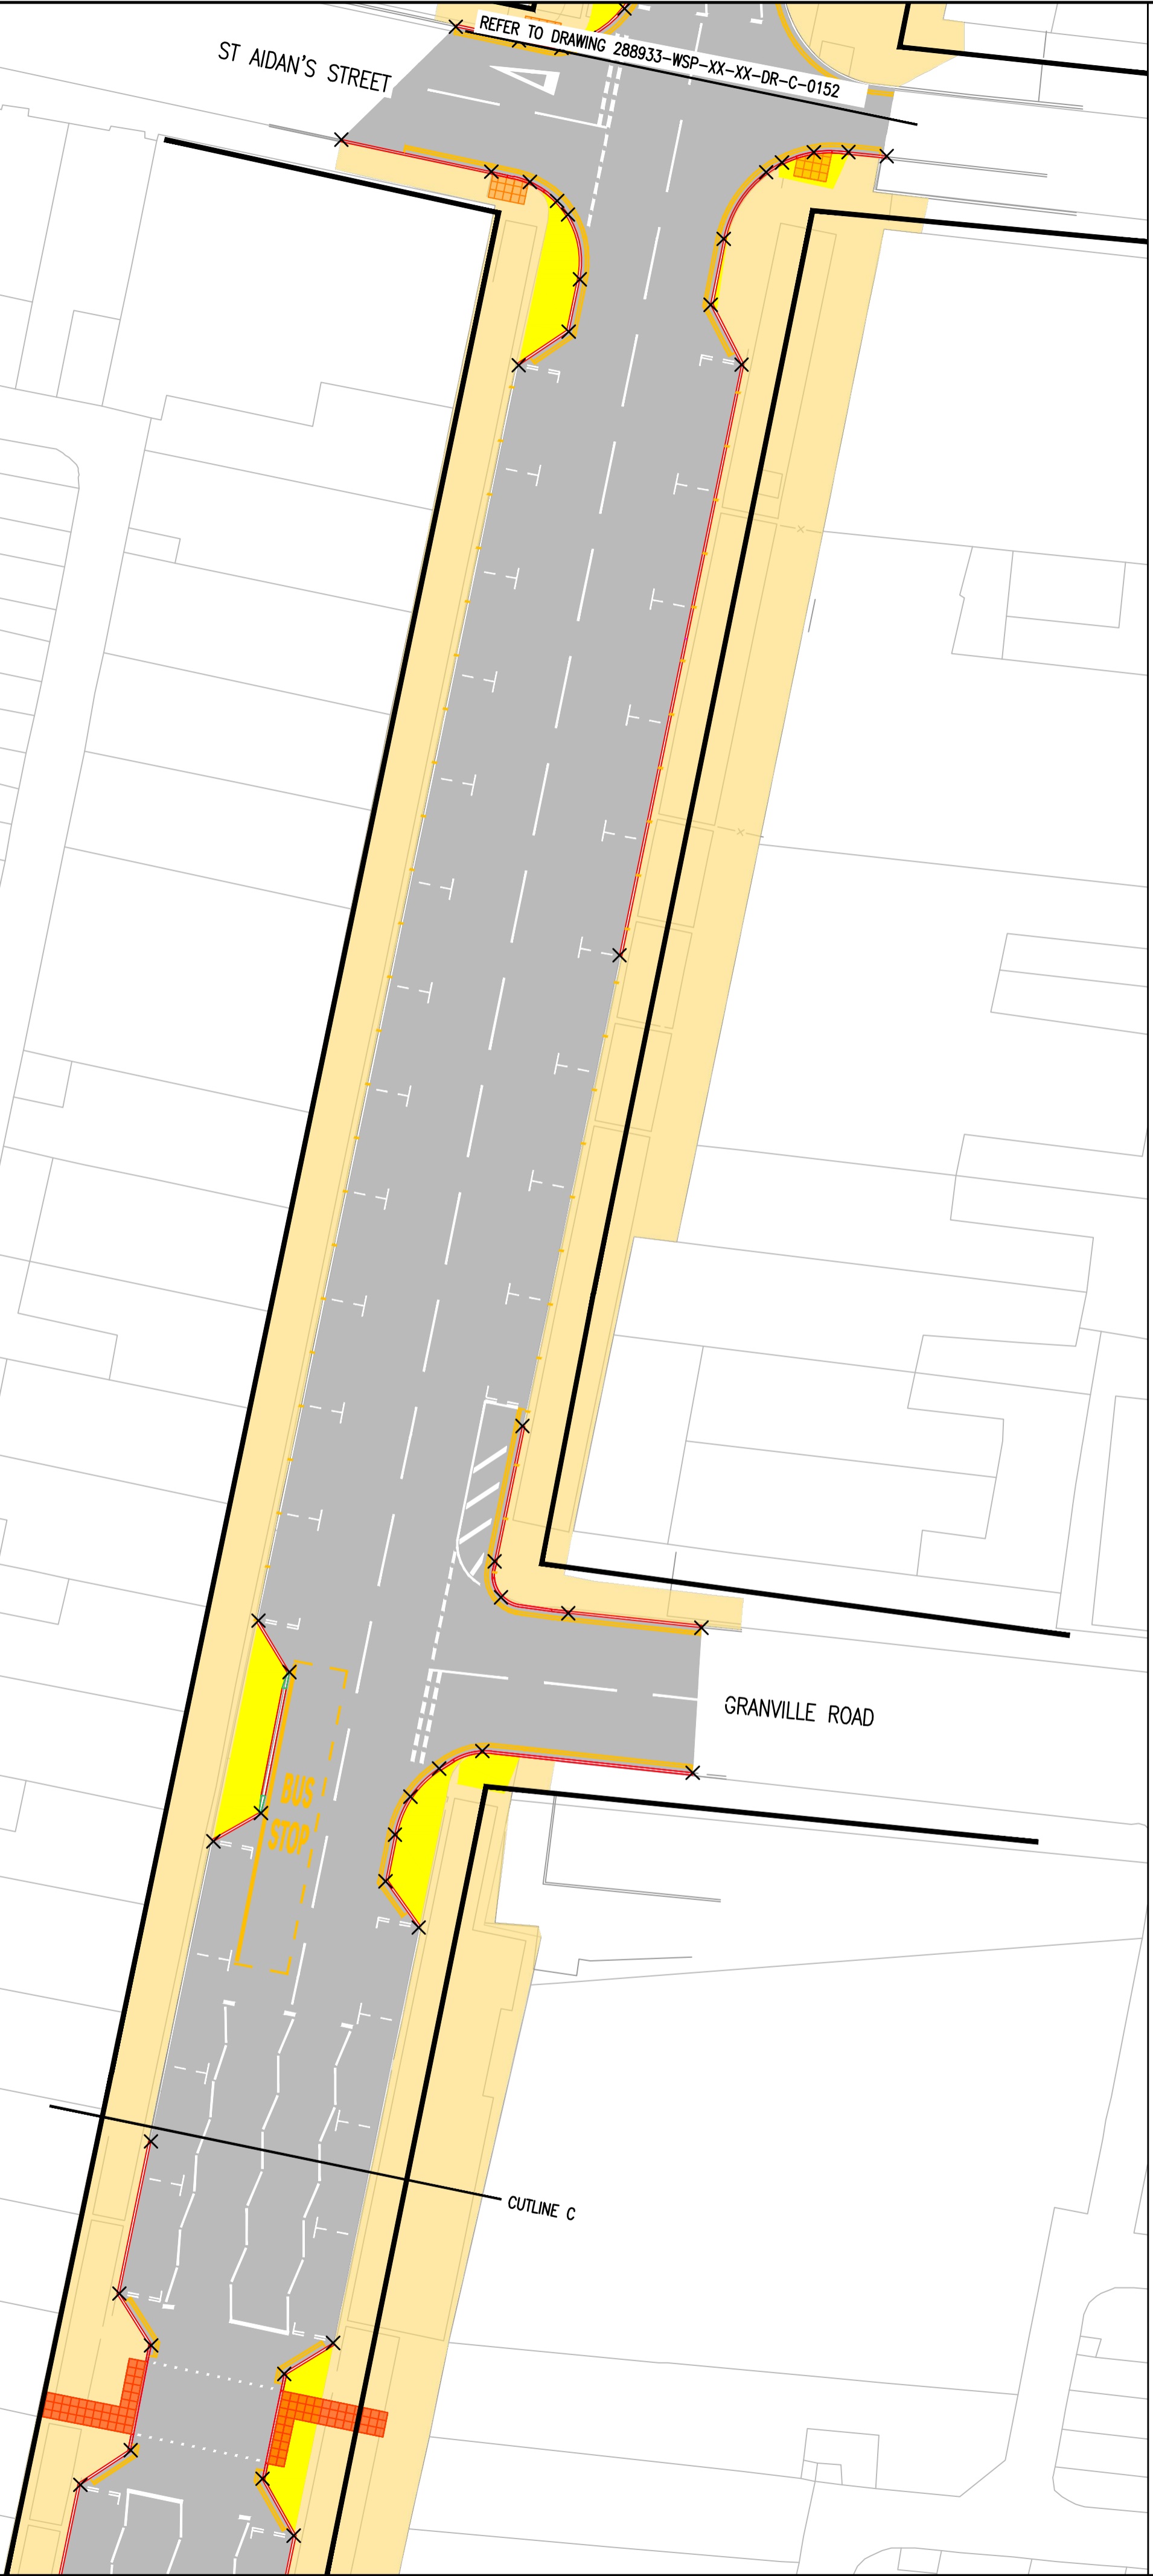 REFER TO DRAWING 288933-WSP-XX-XX-DR-C-0152
ST AIDAN'S STREET
GRANVILLE ROAD
BUS
STOP
CUTLINE C